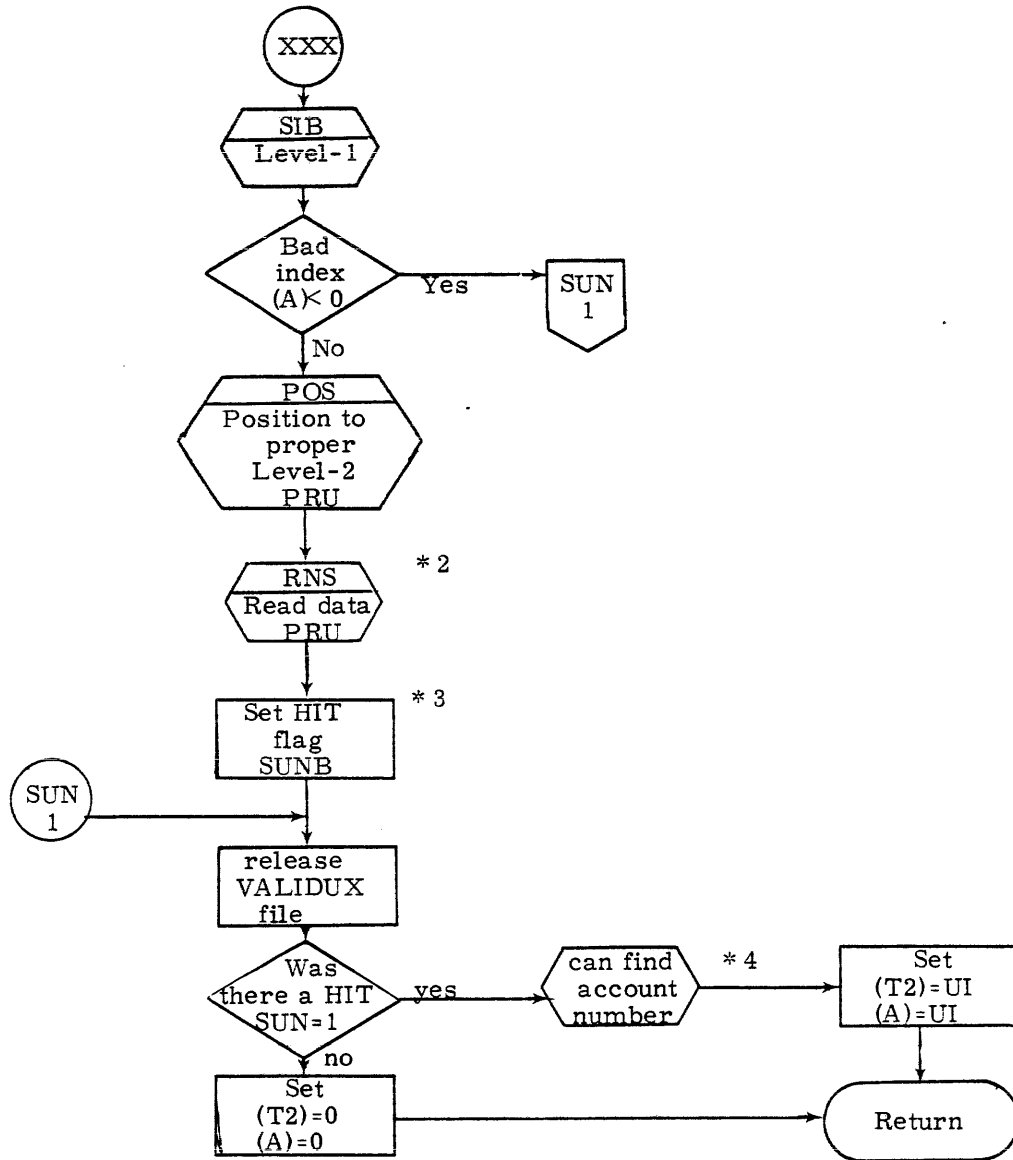 XXX
SIB
Level-1
Bad
index
(A)< 0
Yes
SUN
1
No
POS
Position to
proper
Level-2
PRU
*2
RNS
Read data
PRU
*3
Set HIT
flag
SUNB
SUN
1
release
VALIDUX
file
Was
there a HIT
SUN=1
yes
can find
account
number
*4
Set
(T2)=UI
(A)=UI
no
Set
(T2)=0
(A)=0
Return